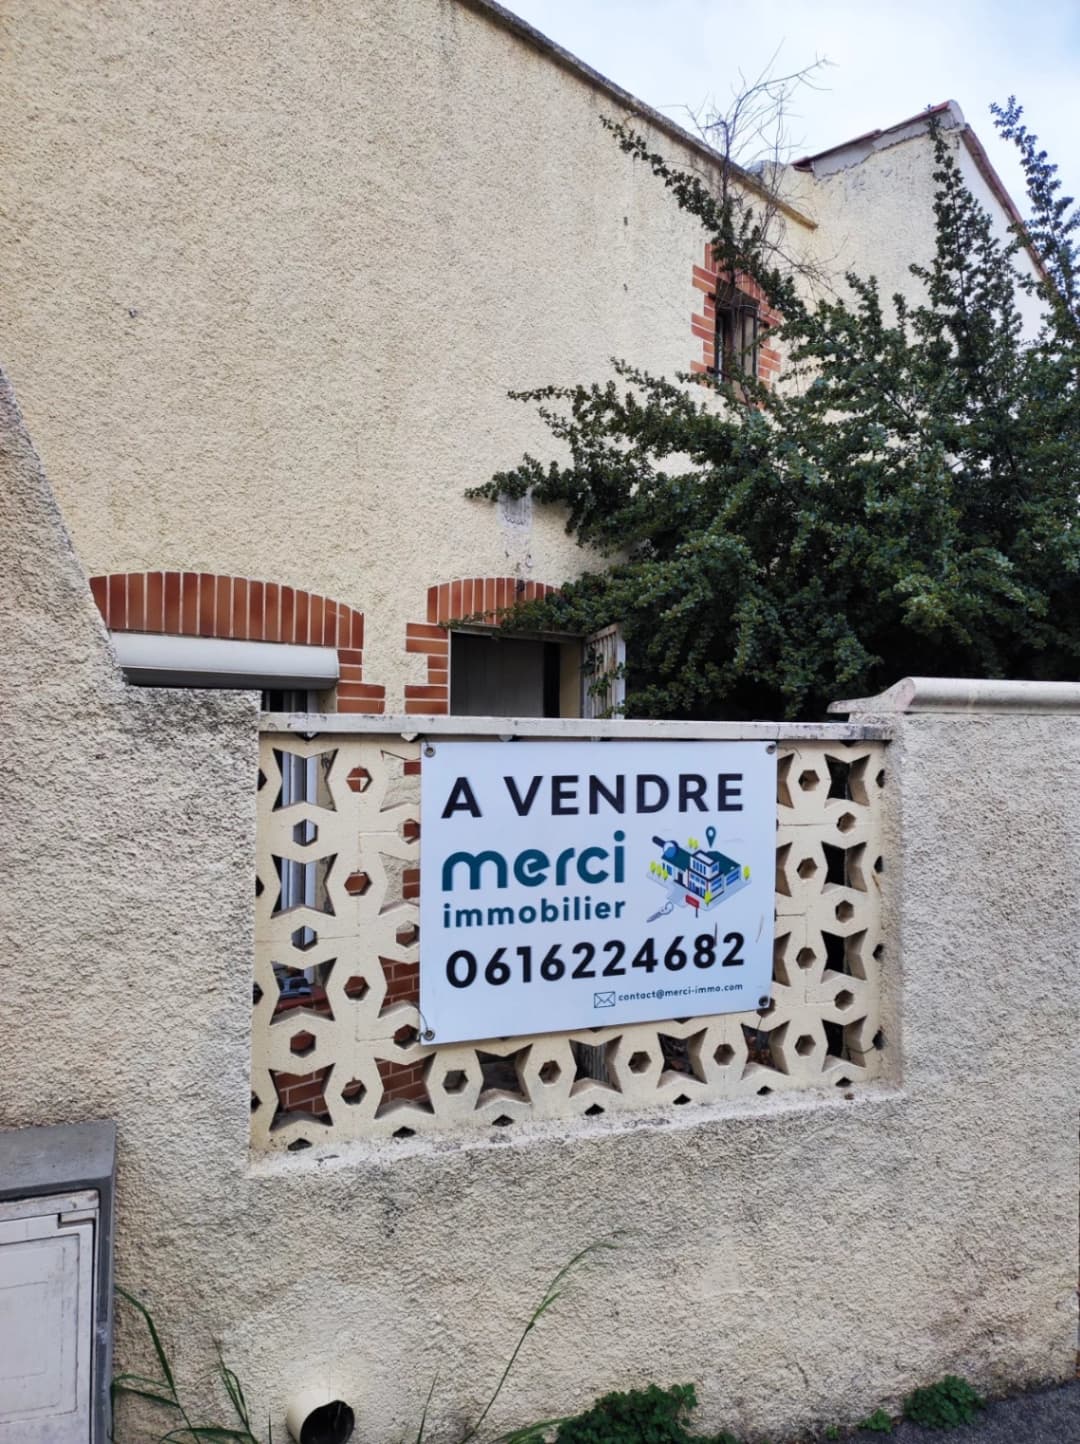 A VENDRE
merci
immobilier
0616224682
contact@merci-immo.com